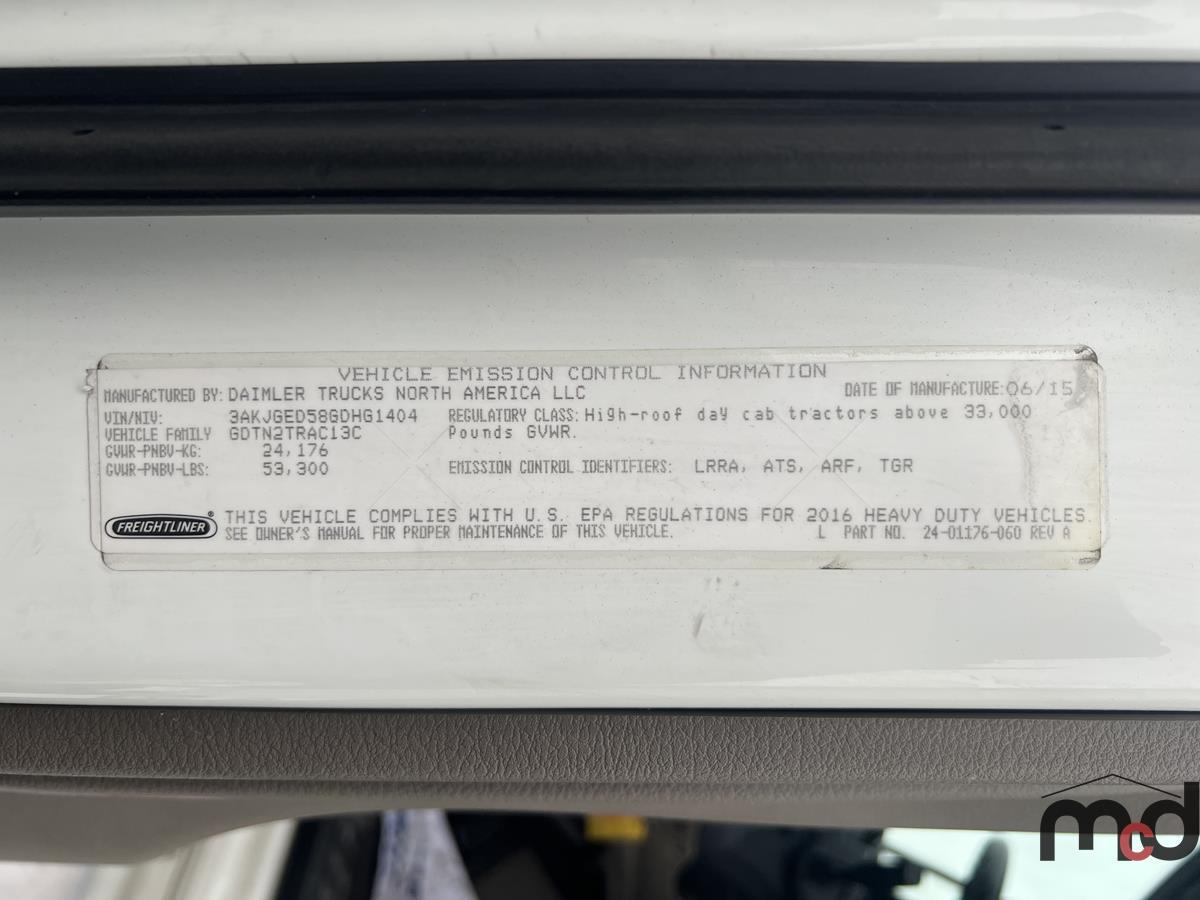 VEHICLE EMISSION CONTROL INFORMATION
MANUFACTURED BY: DAIMLER TRUCKS NORTH AMERICA LLC DATE OF MANUFACTURE: 06/15
VIN/NIV: 3AKJGED58GDHG1404 REGULATORY CLASS: High-roof day cab tractors above 33,000
VEHICLE FAMILY GDTN2TRAC13C Pounds GVWR.
GVWR-PNBV-KG: 24,176
GVWR-PNBV-LBS: 53,300 EMISSION CONTROL IDENTIFIERS: LRRA, ATS, ARF, TGR
FREIGHTLINER® THIS VEHICLE COMPLIES WITH U.S. EPA REGULATIONS FOR 2016 HEAVY DUTY VEHICLES.
SEE OWNER'S MANUAL FOR PROPER MAINTENANCE OF THIS VEHICLE. L PART NO. 24-01176-060 REV A
mcd